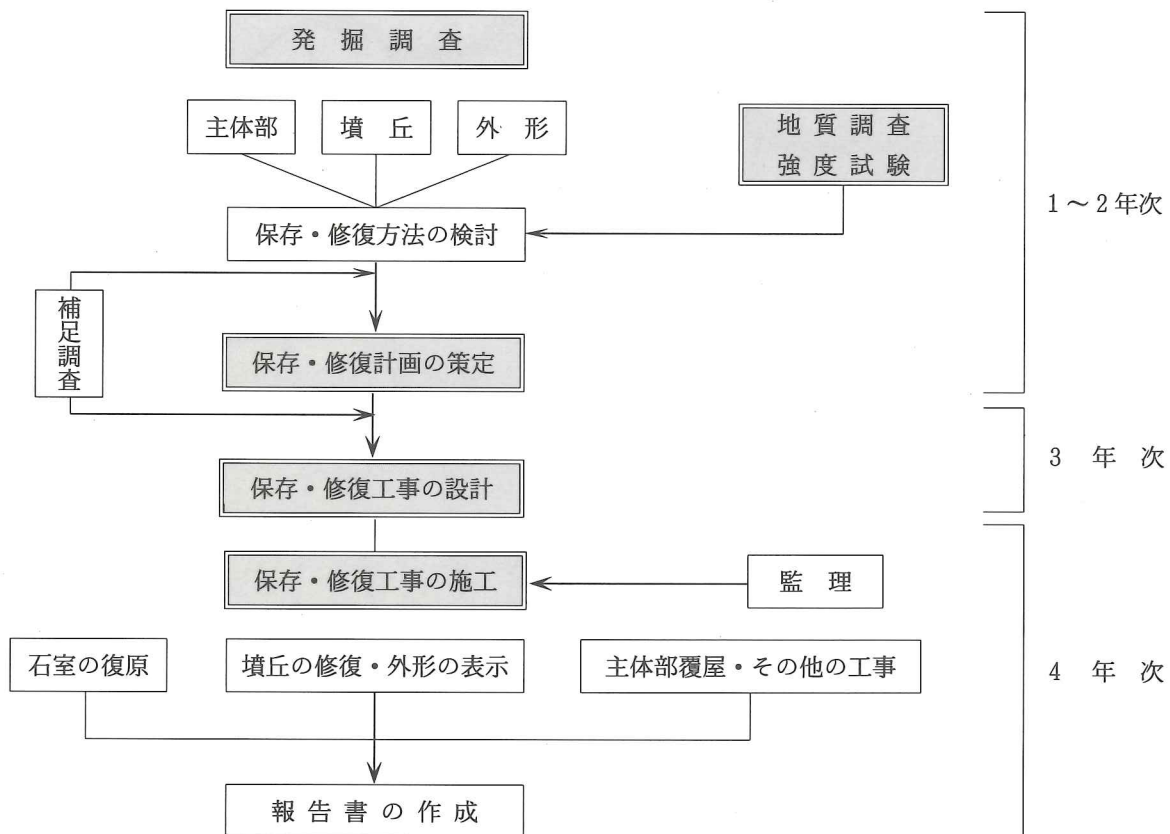 発掘調査
主体部
墳丘
外形
地質調査
強度試験
1～2年次
保存・修復方法の検討
補足調査
保存・修復計画の策定
3年次
保存・修復工事の設計
保存・修復工事の施工
監理
石室の復原
墳丘の修復・外形の表示
主体部覆屋・その他の工事
4年次
報告書の作成